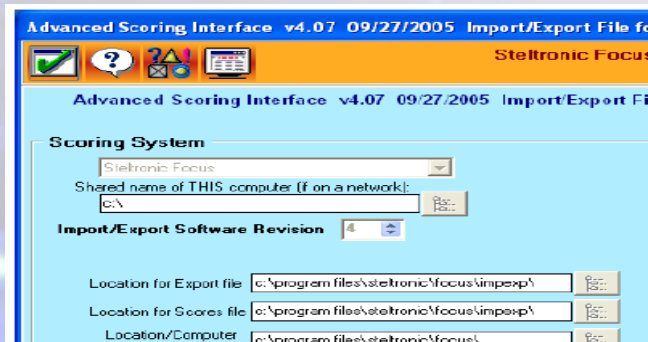 Advanced Scoring Interface v4.07 09/27/2005 Import/Export File fo
Steltronic Focus
Advanced Scoring Interface v4.07 09/27/2005 Import/Export Fi
Scoring System
Steltronic Focus
Shared name of THIS computer (if on a network):
c:\
Import/Export Software Revision 4
Location for Export file c:\program files\steltronic\focus\impexp\
Location for Scores file c:\program files\steltronic\focus\impexp\
Location/Computer
c:\program files\steltronic\focus\